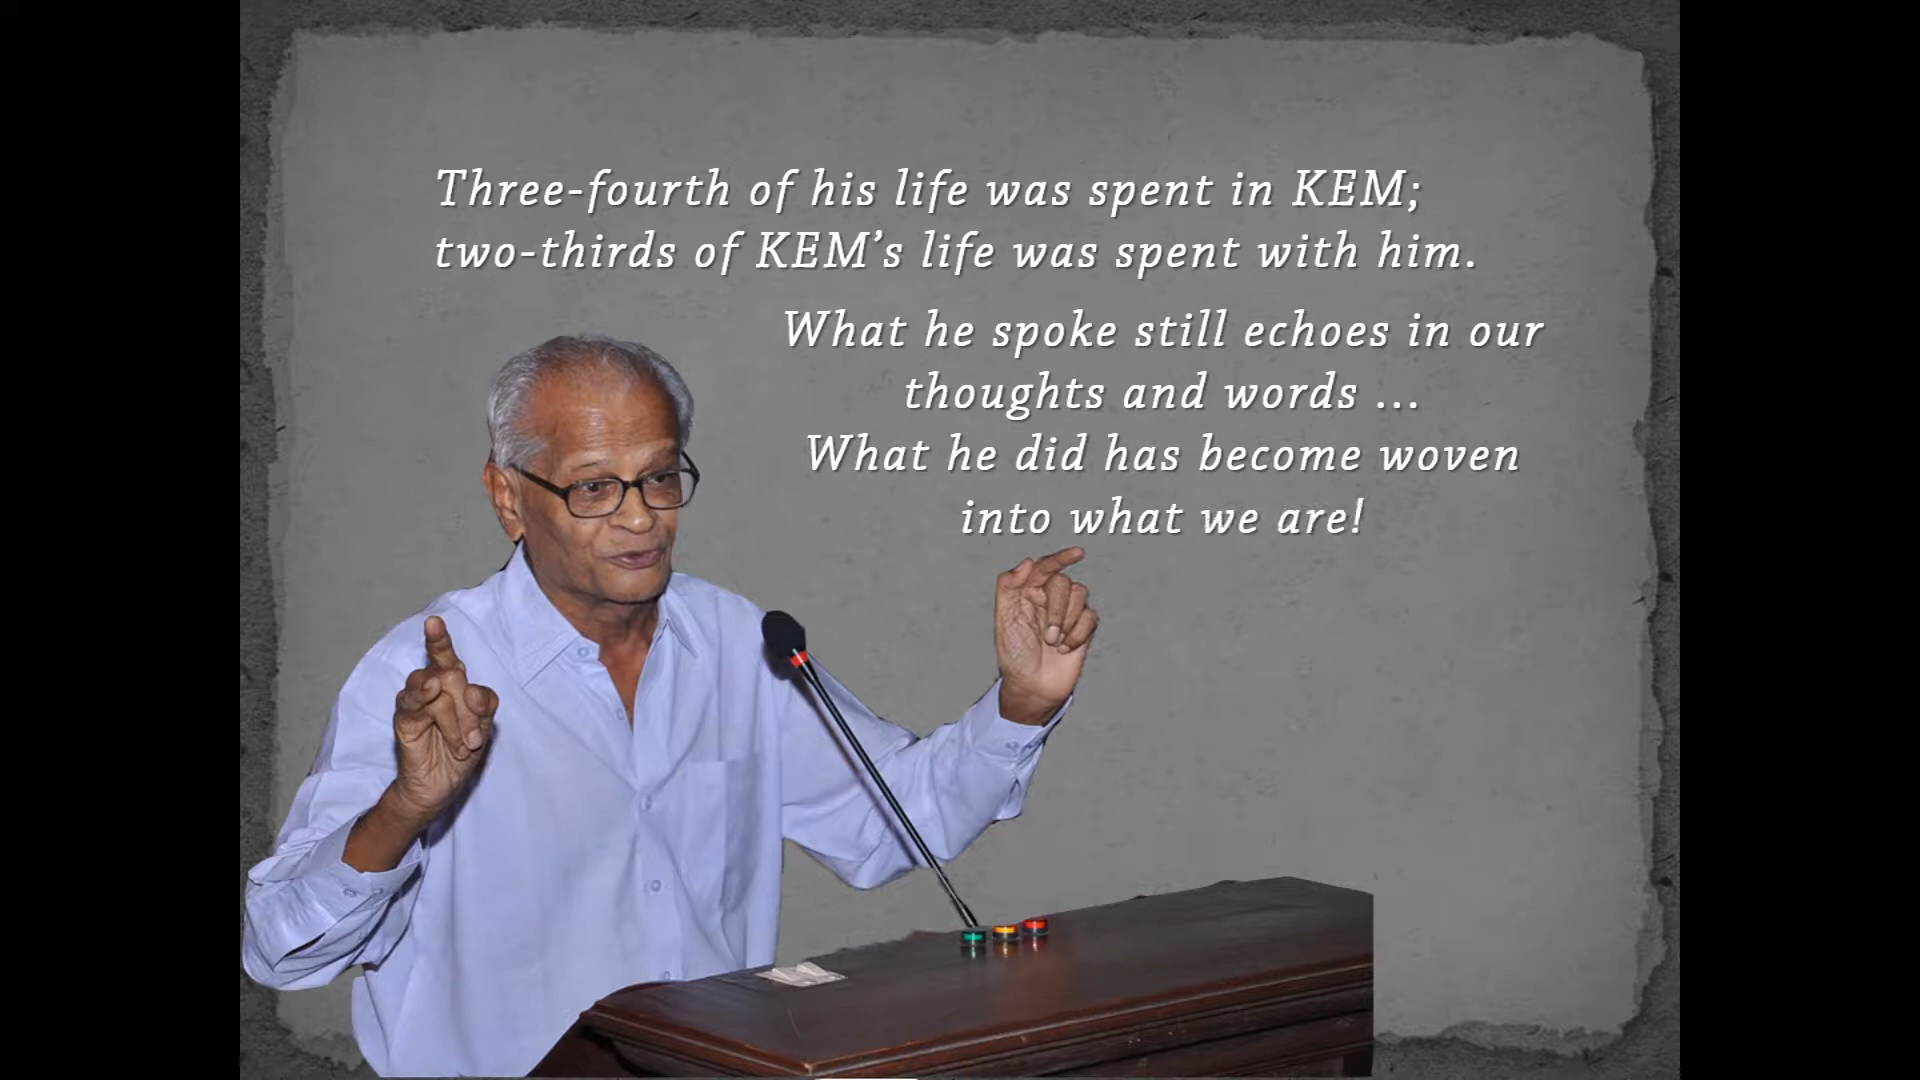 Three-fourth of his life was spent in KEM;
two-thirds of KEM’s life was spent with him.
What he spoke still echoes in our
thoughts and words ...
What he did has become woven
into what we are!